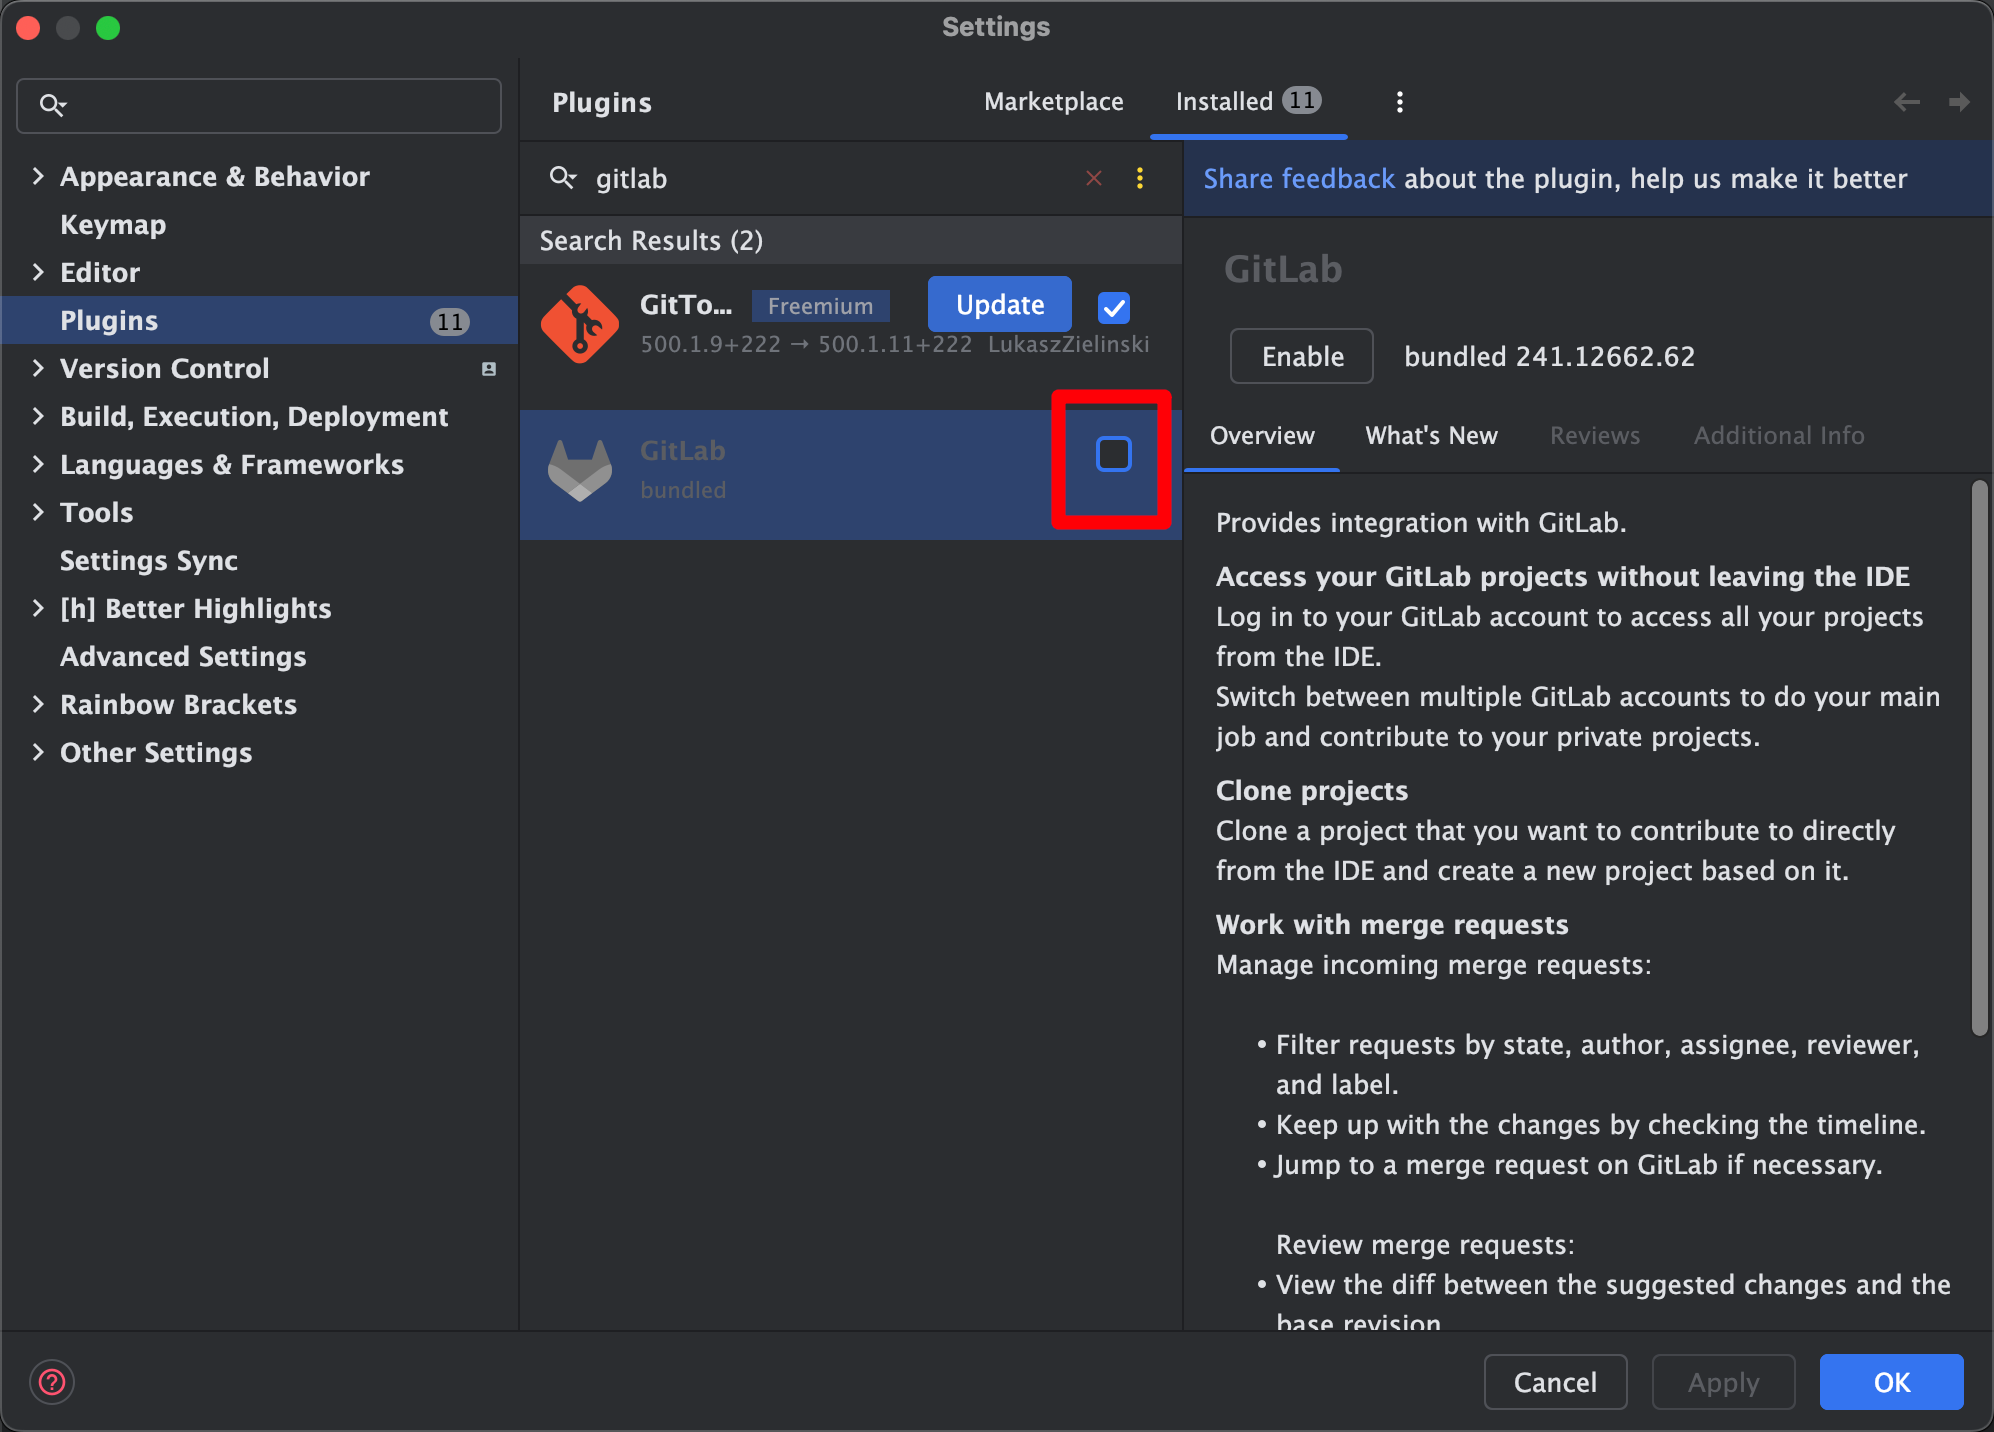 Settings
Appearance & Behavior
Keymap
Editor
Plugins 11
Version Control
Build, Execution, Deployment
Languages & Frameworks
Tools
Settings Sync
[h] Better Highlights
Advanced Settings
Rainbow Brackets
Other Settings
Plugins
Marketplace
Installed 11
gitlab
Search Results (2)
GitTo... Freemium Update
500.1.9+222 → 500.1.11+222 LukaszZielinski
GitLab
bundled
Share feedback about the plugin, help us make it better
GitLab
Enable bundled 241.12662.62
Overview What's New Reviews Additional Info
Provides integration with GitLab.
Access your GitLab projects without leaving the IDE
Log in to your GitLab account to access all your projects
from the IDE.
Switch between multiple GitLab accounts to do your main
job and contribute to your private projects.
Clone projects
Clone a project that you want to contribute to directly
from the IDE and create a new project based on it.
Work with merge requests
Manage incoming merge requests:
• Filter requests by state, author, assignee, reviewer,
and label.
• Keep up with the changes by checking the timeline.
• Jump to a merge request on GitLab if necessary.
Review merge requests:
• View the diff between the suggested changes and the
base revision
? Cancel Apply OK